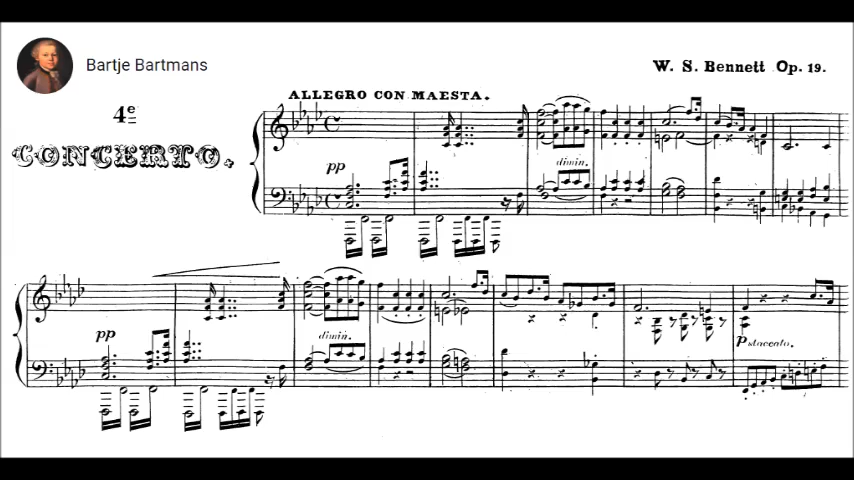 Bartje Bartmans
W. S. Bennett Op. 19.
ALLEGRO CON MAESTA.
4e
CONCERTO.
pp
dimin.
pp
dimin.
p staccato.